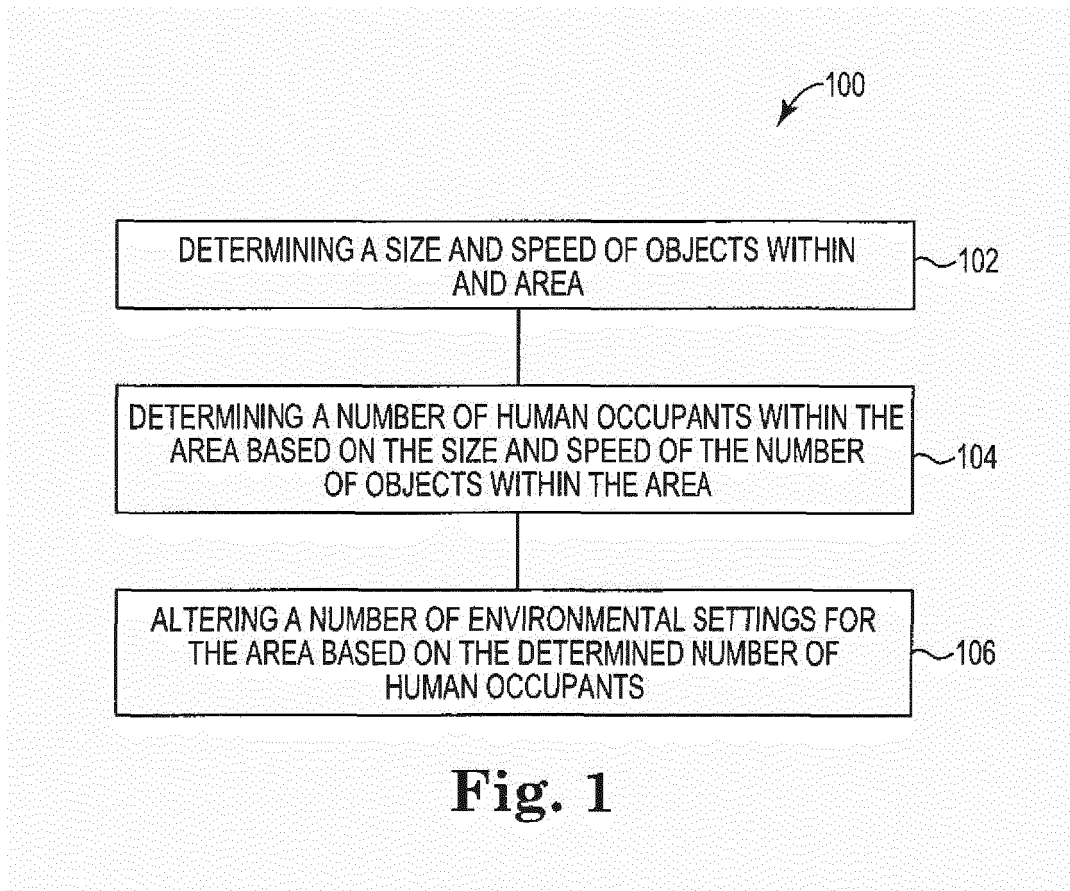 100
DETERMINING A SIZE AND SPEED OF OBJECTS WITHIN
AND AREA
102
DETERMINING A NUMBER OF HUMAN OCCUPANTS WITHIN THE
AREA BASED ON THE SIZE AND SPEED OF THE NUMBER
OF OBJECTS WITHIN THE AREA
104
ALTERING A NUMBER OF ENVIRONMENTAL SETTINGS FOR
THE AREA BASED ON THE DETERMINED NUMBER OF
HUMAN OCCUPANTS
106
Fig. 1